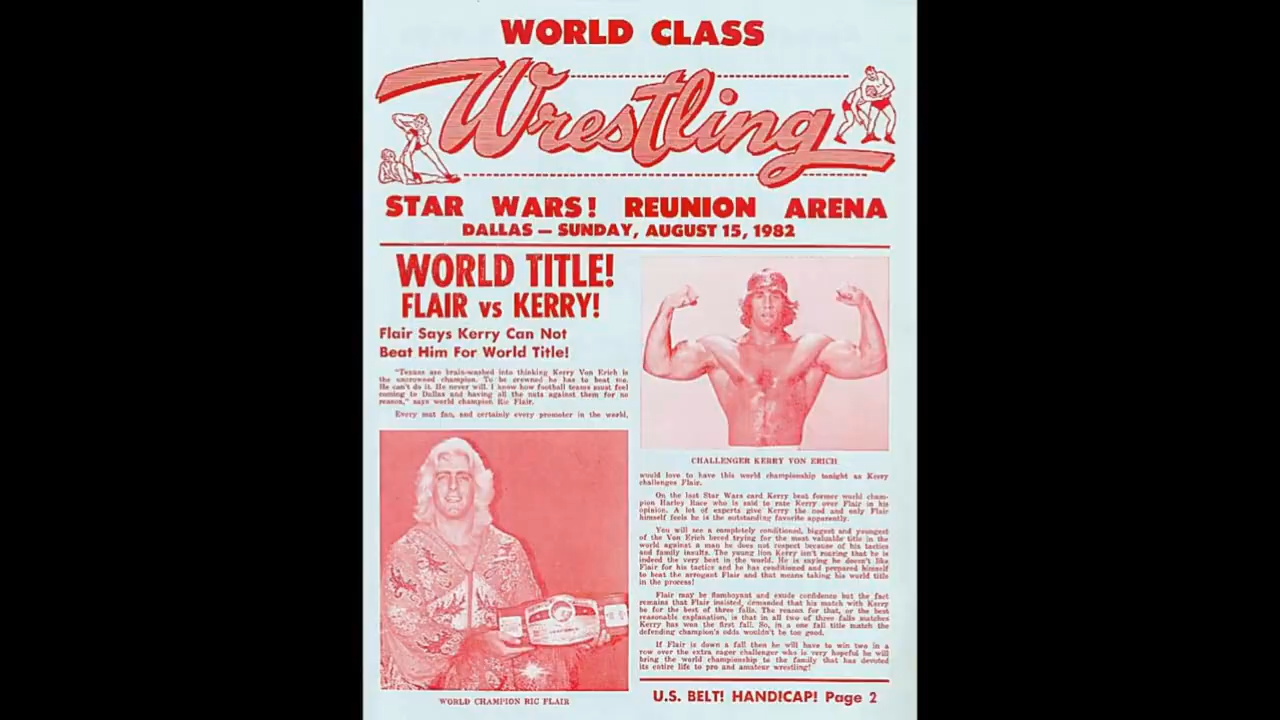 WORLD CLASS
Wrestling
STAR WARS! REUNION ARENA
DALLAS — SUNDAY, AUGUST 15, 1982
WORLD TITLE!
FLAIR vs KERRY!
Flair Says Kerry Can Not
Beat Him For World Title!
"Texans are brain-washed into thinking Kerry Von Erich is
the uncrowned champion. To be crowned he has to beat me.
He can't do it. He never will. I know how football teams must feel
coming to Dallas and having all the nuts against them for no
reason," says world champion Ric Flair.
Every mat fan, and certainly every promoter in the world,
WORLD CHAMPION RIC FLAIR
CHALLENGER KERRY VON ERICH
would love to have this world championship tonight as Kerry
challenges Flair.
On the last Star Wars card Kerry beat former world cham-
pion Harley Race who is said to rate Kerry over Flair in his
opinion. A lot of experts give Kerry the nod and only Flair
himself feels he is the outstanding favorite apparently.
You will see a completely conditioned, biggest and youngest
of the Von Erich breed trying for the most valuable title in the
world against a man he does not respect because of his tactics
and family insults. The young lion Kerry isn't roaring that he is
indeed the very best in the world. He is saying he doesn't like
Flair for his tactics and he has conditioned and prepared himself
to beat the arrogant Flair and that means taking his world title
in the process!
Flair may be flamboynat and exude confidence but the fact
remains that Flair insisted, demanded that his match with Kerry
be for the best of three falls. The reason for that, or the best
reasonable explanation, is that in all two of three falls matches
Kerry has won the first fall. So, in a one fall title match the
defending champion's odds wouldn't be too good.
If Flair is down a fall then he will have to win two in a
row over the extra eager challenger who is very hopeful he will
bring the world championship to the family that has devoted
its entire life to pro and amateur wrestling!
U.S. BELT! HANDICAP! Page 2